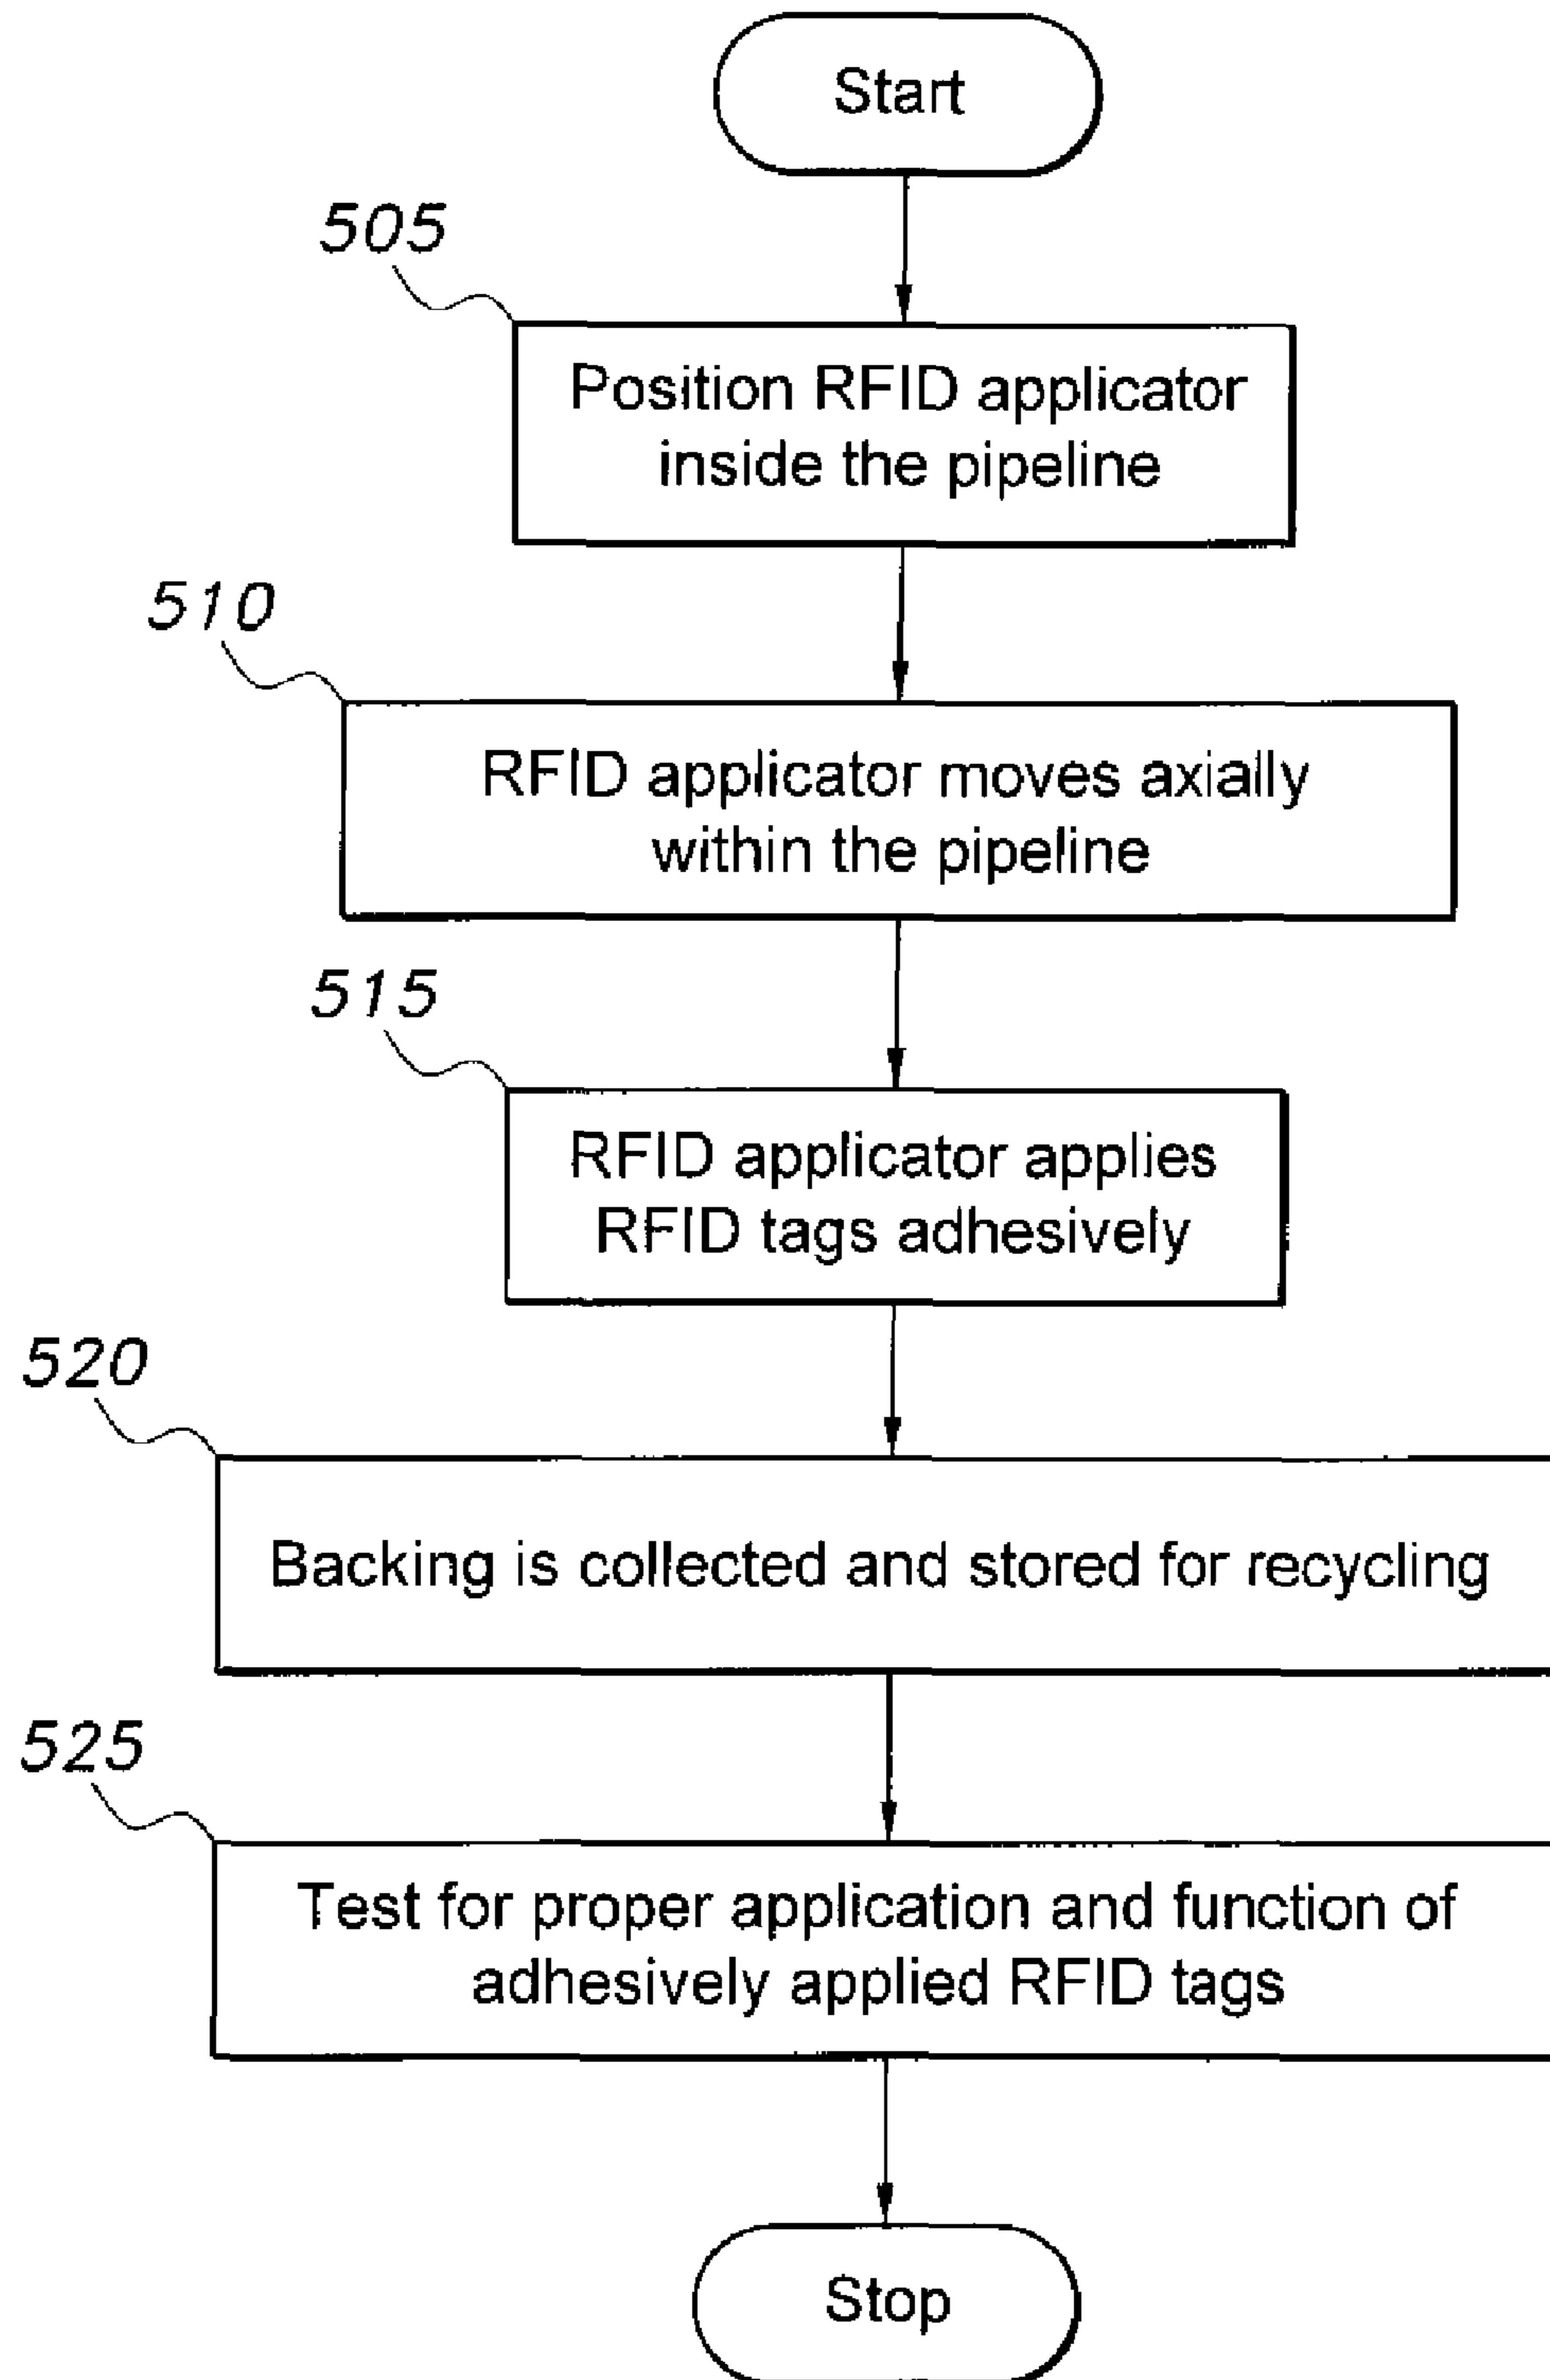 Start
505
Position RFID applicator
inside the pipeline
510
RFID applicator moves axially
within the pipeline
515
RFID applicator applies
RFID tags adhesively
520
Backing is collected and stored for recycling
525
Test for proper application and function of
adhesively applied RFID tags
Stop